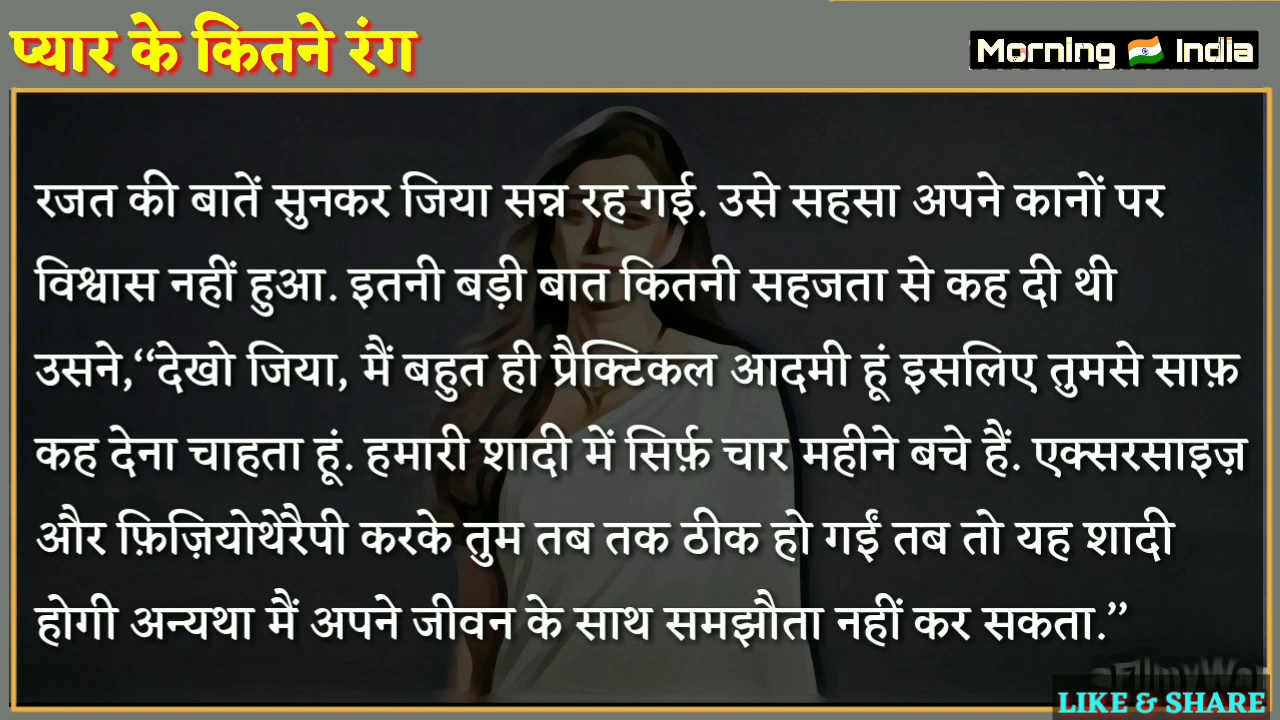 प्यार के कितने रंग
Morning India
रजत की बातें सुनकर जिया सन्न रह गई. उसे सहसा अपने कानों पर
विश्वास नहीं हुआ. इतनी बड़ी बात कितनी सहजता से कह दी थी
उसने,‘‘देखो जिया, मैं बहुत ही प्रैक्टिकल आदमी हूं इसलिए तुमसे साफ़
कह देना चाहता हूं. हमारी शादी में सिर्फ़ चार महीने बचे हैं. एक्सरसाइज़
और फ़िज़ियोथेरैपी करके तुम तब तक ठीक हो गईं तब तो यह शादी
होगी अन्यथा मैं अपने जीवन के साथ समझौता नहीं कर सकता.’’
LIKE & SHARE